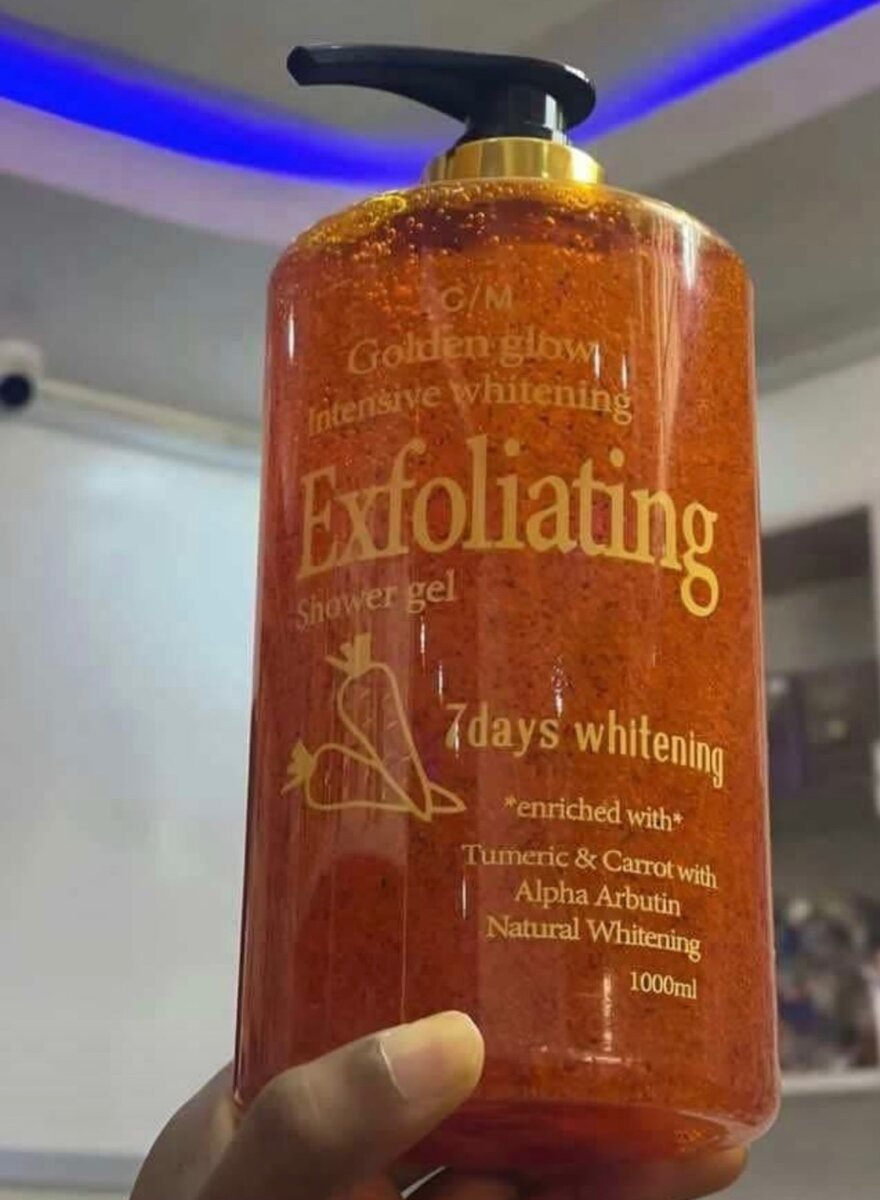 C/M
Golden glow
Intensive whitening
Exfoliating
Shower gel
7days whitening
*enriched with*
Tumeric & Carrot with
Alpha Arbutin
Natural Whitening
1000ml